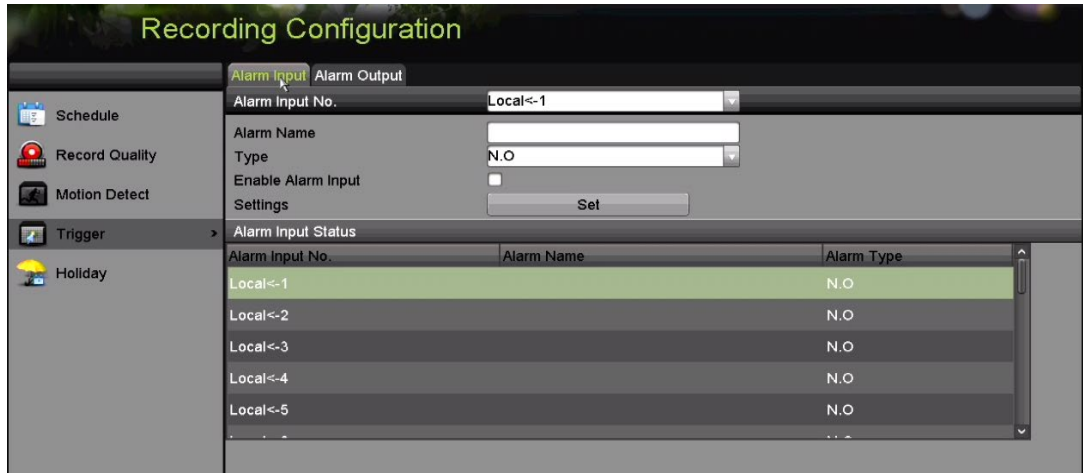 Recording Configuration
Alarm Input Alarm Output
Alarm Input No. Local<-1
Schedule
Alarm Name
Record Quality
Type N.O
Enable Alarm Input
Motion Detect
Settings Set
Trigger >
Alarm Input Status
Alarm Input No. Alarm Name Alarm Type
Holiday
Local<-1 N.O
Local<-2 N.O
Local<-3 N.O
Local<-4 N.O
Local<-5 N.O